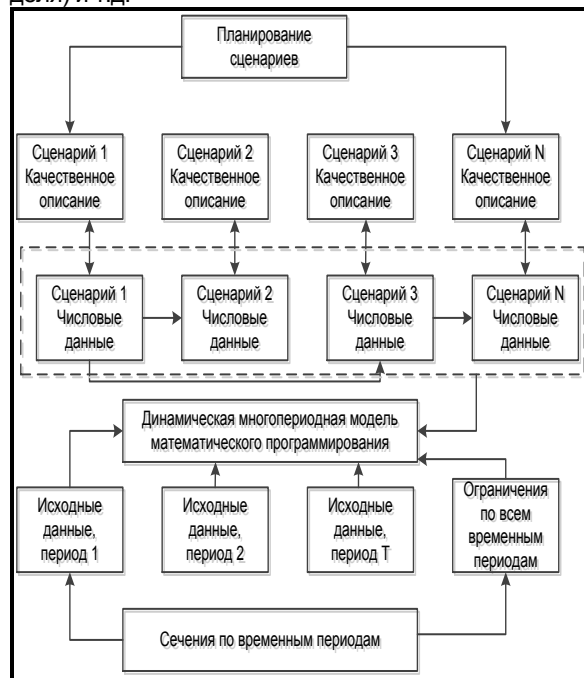 Планирование
сценариев
Сценарий 1
Качественное
описание
Сценарий 2
Качественное
описание
Сценарий 3
Качественное
описание
Сценарий N
Качественное
описание
Сценарий 1
Числовые
данные
Сценарий 2
Числовые
данные
Сценарий 3
Числовые
данные
Сценарий N
Числовые
данные
Динамическая многопериодная модель
математического программирования
Исходные
данные,
период 1
Исходные
данные,
период 2
Исходные
данные,
период T
Ограничения
по всем
временным
периодам
Сечения по временным периодам